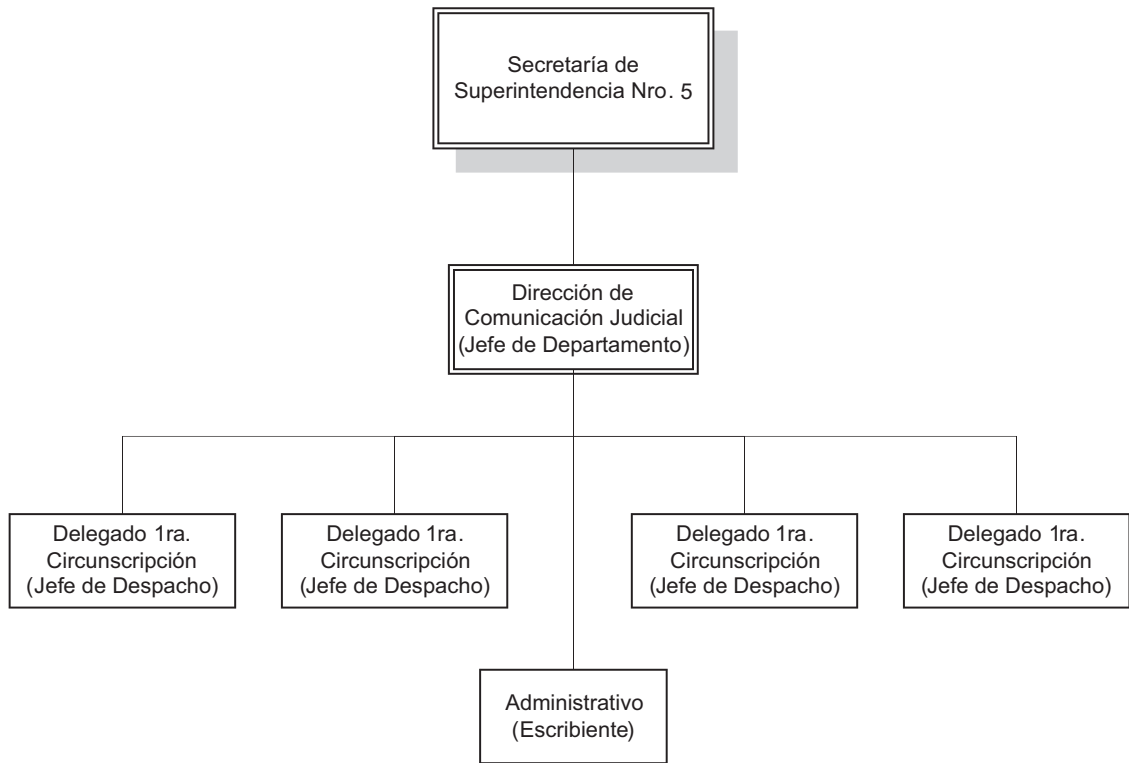 Secretaría de
Superintendencia Nro. 5
Dirección de
Comunicación Judicial
(Jefe de Departamento)
Delegado 1ra.
Circunscripción
(Jefe de Despacho)
Delegado 1ra.
Circunscripción
(Jefe de Despacho)
Delegado 1ra.
Circunscripción
(Jefe de Despacho)
Delegado 1ra.
Circunscripción
(Jefe de Despacho)
Administrativo
(Escribiente)